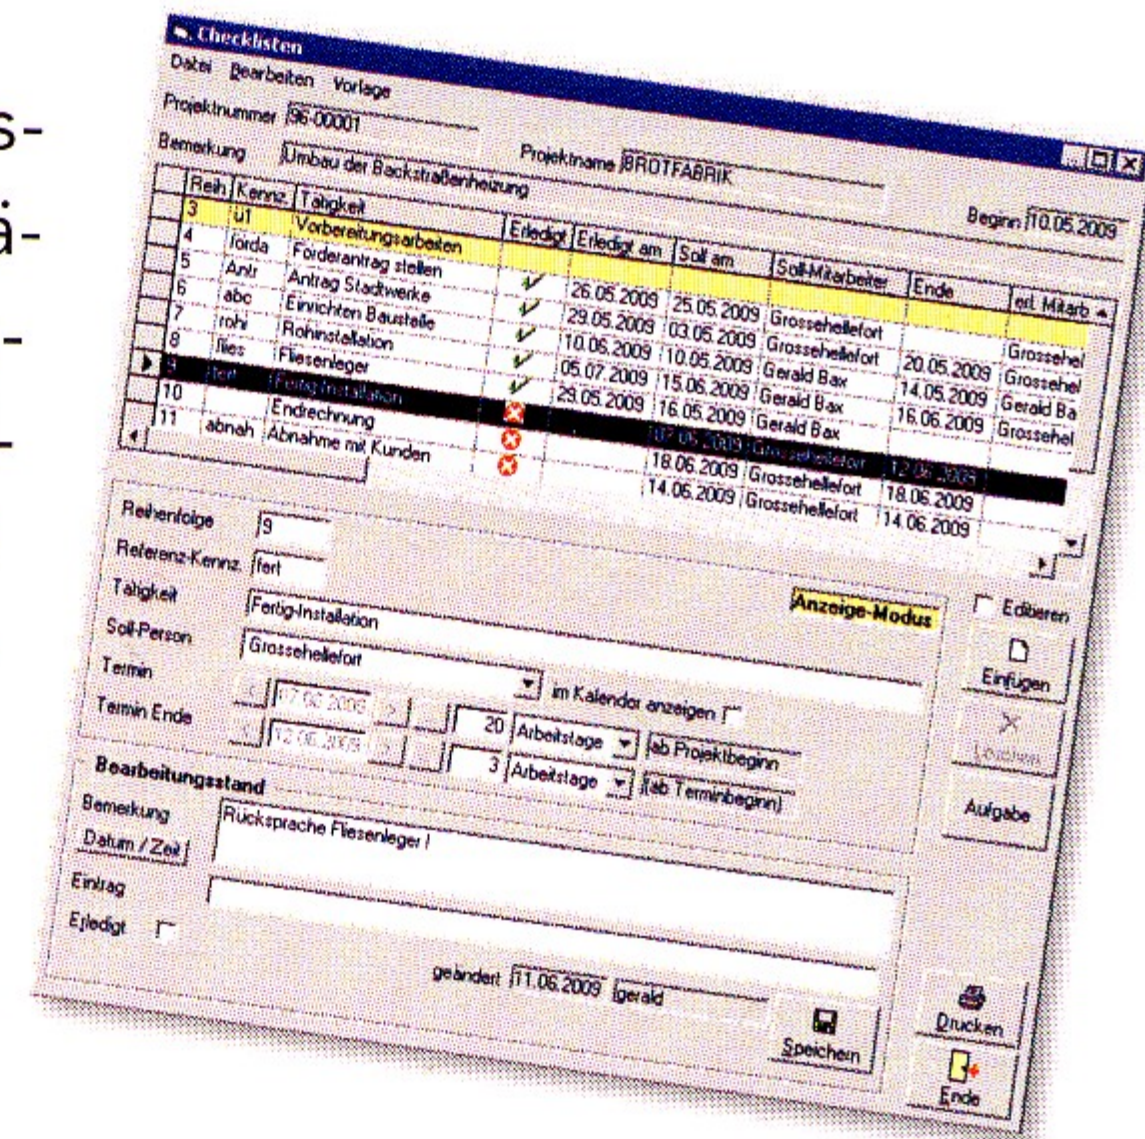 s-
ä-
-
-
Checklisten
Datei Bearbeiten Vorlage
Projektnummer 96-00001 Projektname BROTFABRIK Beginn 10.05.2009
Bemerkung Umbau der Backstraßenheizung
Reih Kennz. Tätigkeit Erledigt Erledigt am Soll am Soll-Mitarbeiter Ende erl. Mitarb
3 ü1 Vorbereitungsarbeiten
4 förda Förderantrag stellen 26.05.2009 25.05.2009 Grossehellefort Grossehel
5 Antr Antrag Stadtwerke 29.05.2009 03.05.2009 Grossehellefort 20.05.2009 Grossehel
6 abc Einrichten Baustelle 10.06.2009 10.05.2009 Gerald Bax 14.05.2009 Gerald Ba
7 rohi Rohinstallation 05.07.2009 15.06.2009 Gerald Bax 16.06.2009 Grossehel
8 flies Fliesenleger 29.05.2009 16.05.2009 Gerald Bax
9 fert Fertig-Installation 07.06.2009 Grossehellefort 12.06.2009
10 Endrechnung 18.06.2009 Grossehellefort 18.06.2009
11 abnah Abnahme mit Kunden 14.06.2009 Grossehellefort 14.06.2009
Reihenfolge 9
Referenz-Kennz. fert Anzeige-Modus Editieren
Tätigkeit Fertig-Installation Einfügen
Soll-Person Grossehellefort im Kalender anzeigen Löschen
Termin 07.06.2009 20 Arbeitstage ab Projektbeginn
Termin Ende 12.06.2009 3 Arbeitstage (ab Terminbeginn) Aufgabe
Bearbeitungsstand
Bemerkung Rücksprache Fliesenleger !
Datum / Zeit
Eintrag
Erledigt
geändert 11.06.2009 gerald
Speichern
Drucken
Ende